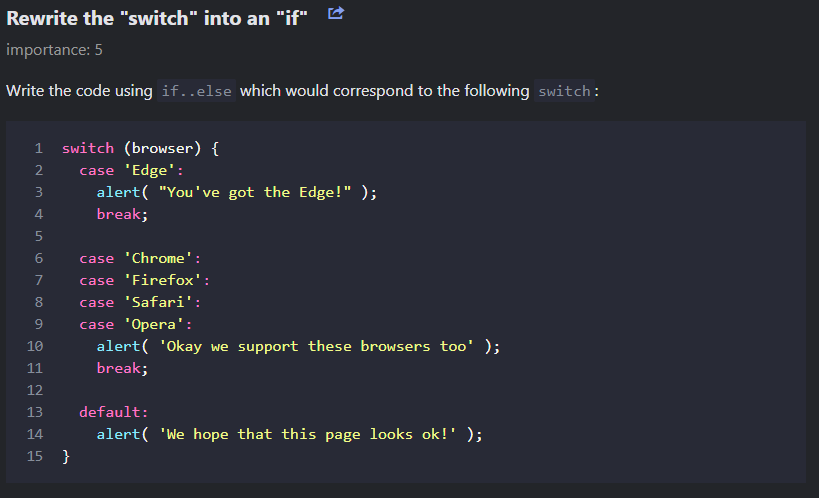 Rewrite the "switch" into an "if"
importance: 5
Write the code using if..else which would correspond to the following switch:
1 switch (browser) {
2   case 'Edge':
3     alert( "You've got the Edge!" );
4     break;
5
6   case 'Chrome':
7   case 'Firefox':
8   case 'Safari':
9   case 'Opera':
10     alert( 'Okay we support these browsers too' );
11     break;
12
13   default:
14     alert( 'We hope that this page looks ok!' );
15 }